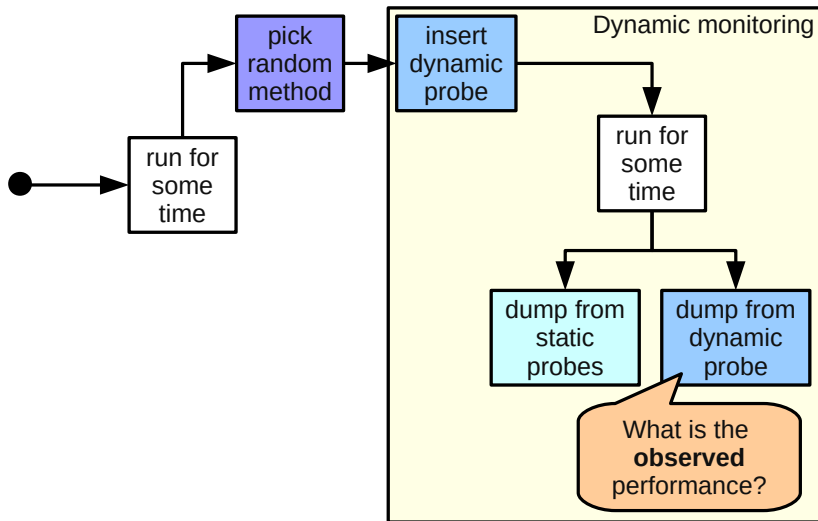 Dynamic monitoring
pick
random
method
insert
dynamic
probe
run for
some
time
run for
some
time
dump from
static
probes
dump from
dynamic
probe
What is the
observed
performance?